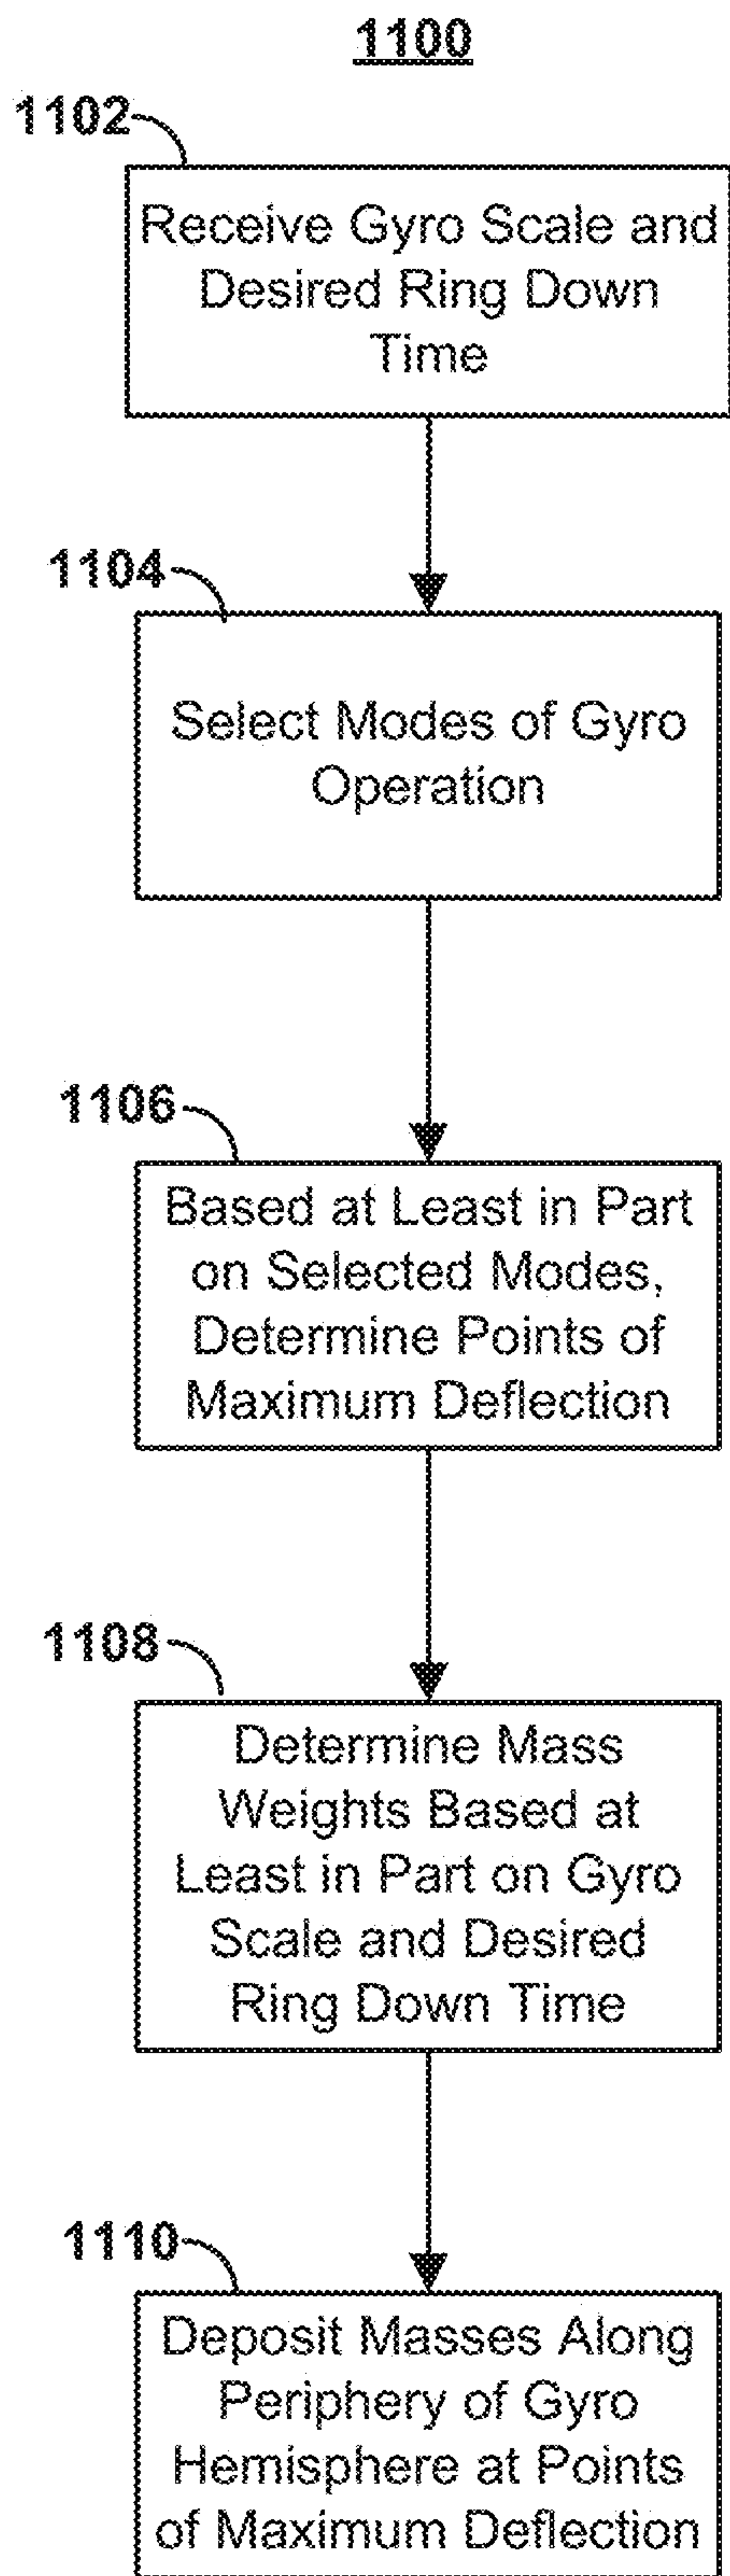 1100
1102
Receive Gyro Scale and
Desired Ring Down
Time
1104
Select Modes of Gyro
Operation
1106
Based at Least in Part
on Selected Modes,
Determine Points of
Maximum Deflection
1108
Determine Mass
Weights Based at
Least in Part on Gyro
Scale and Desired
Ring Down Time
1110
Deposit Masses Along
Periphery of Gyro
Hemisphere at Points
of Maximum Deflection